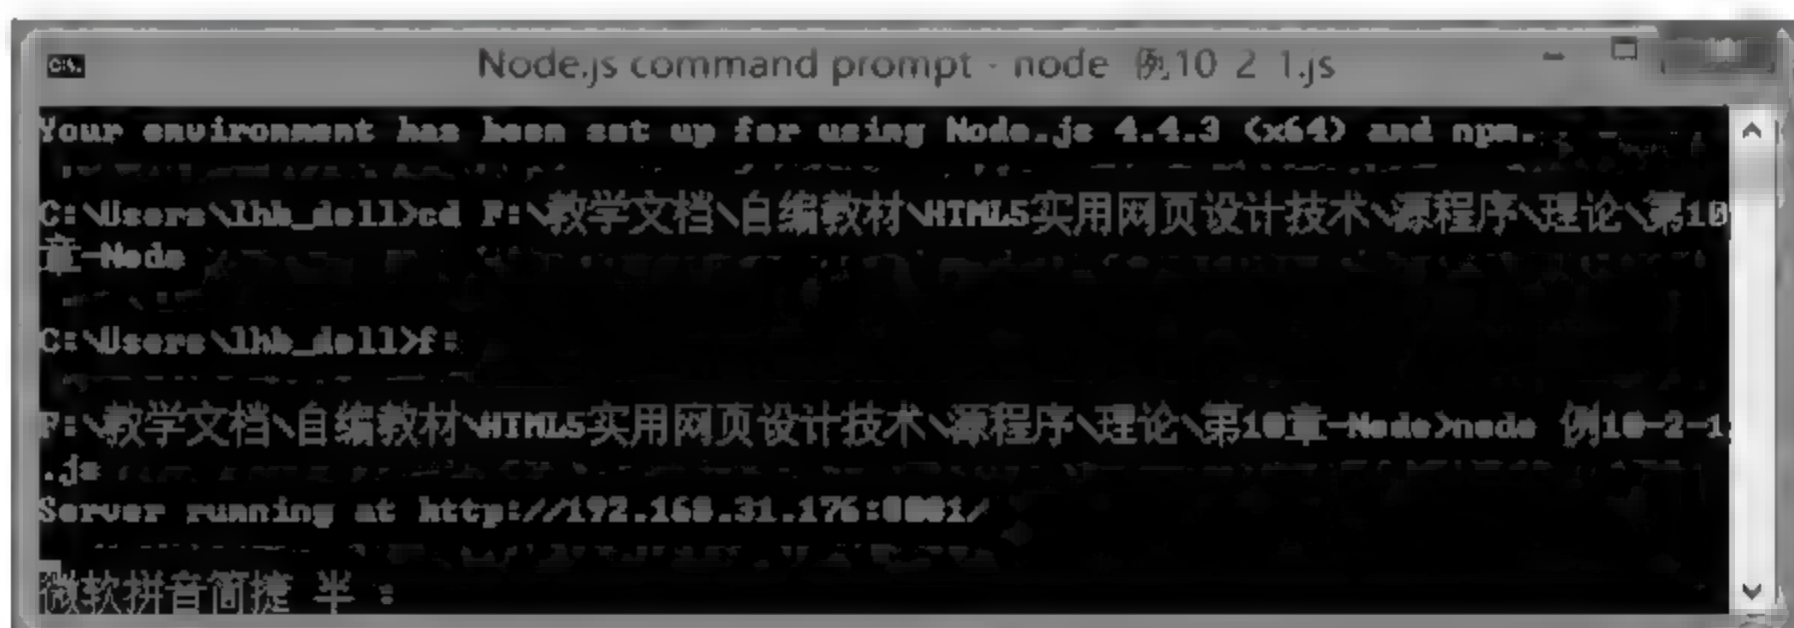 Node.js command prompt - node 例10-2-1.js
Your environment has been set up for using Node.js 4.4.3 (x64) and npm.
C:\Users\lhb_dell>cd F:\教学文档\自编教材\HTML5实用网页设计技术\源程序\理论\第10
章-Node
C:\Users\lhb_dell>f:
F:\教学文档\自编教材\HTML5实用网页设计技术\源程序\理论\第10章-Node>node 例10-2-1
.js
Server running at http://192.168.31.176:8081/
微软拼音简捷 半 :